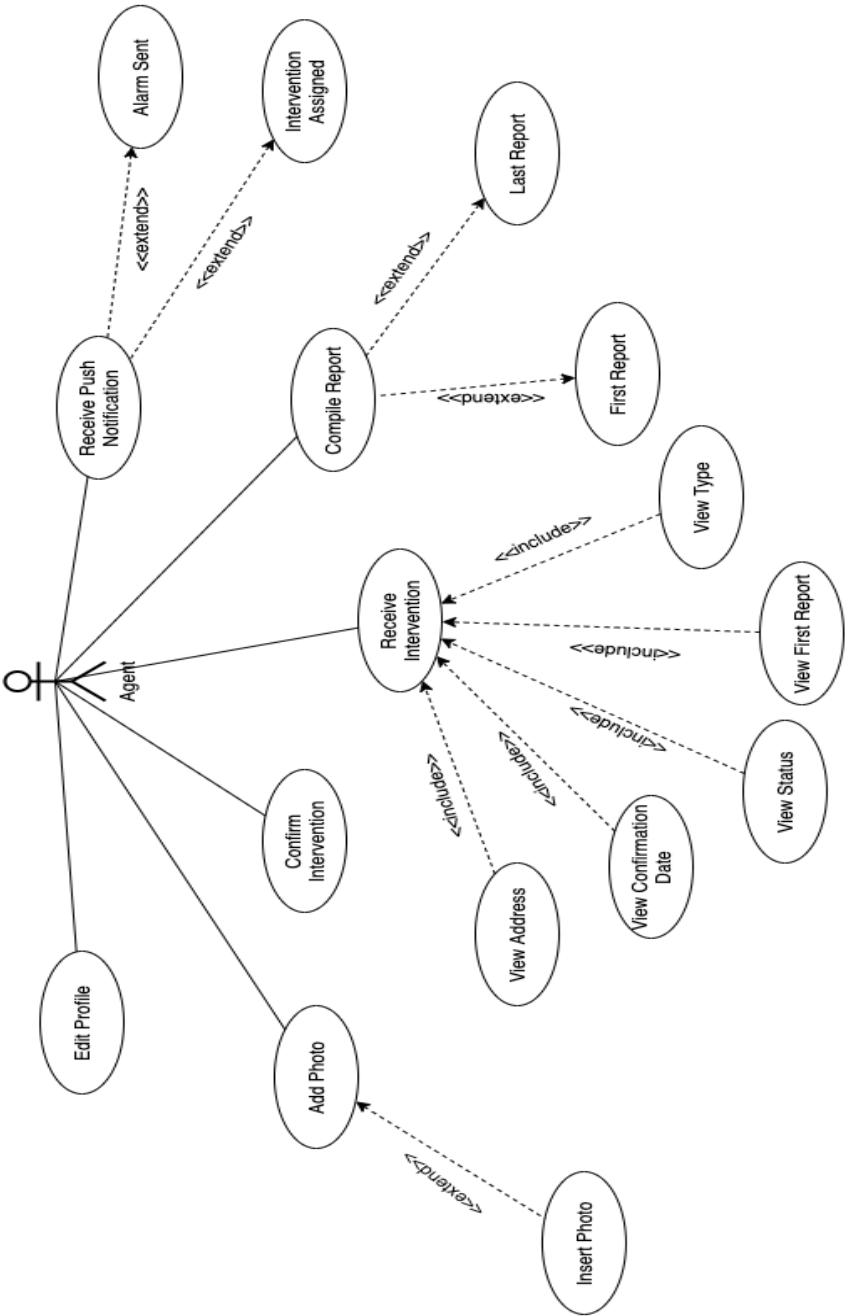 Agent
Edit Profile
Add Photo
<<extend>>
Insert Photo
Confirm
Intervention
Receive
Intervention
<<include>>
View Address
<<include>>
View Confirmation
Date
<<include>>
View Status
<<include>>
View First Report
<<include>>
View Type
Compile Report
<<extend>>
First Report
<<extend>>
Last Report
Receive Push
Notification
<<extend>>
Intervention
Assigned
<<extend>>
Alarm Sent